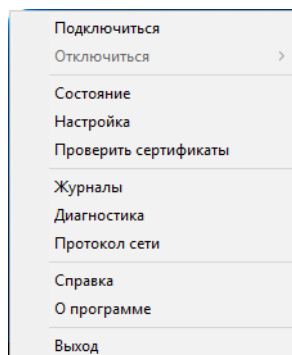 Подключиться
Отключиться
Состояние
Настройка
Проверить сертификаты
Журналы
Диагностика
Протокол сети
Справка
О программе
Выход